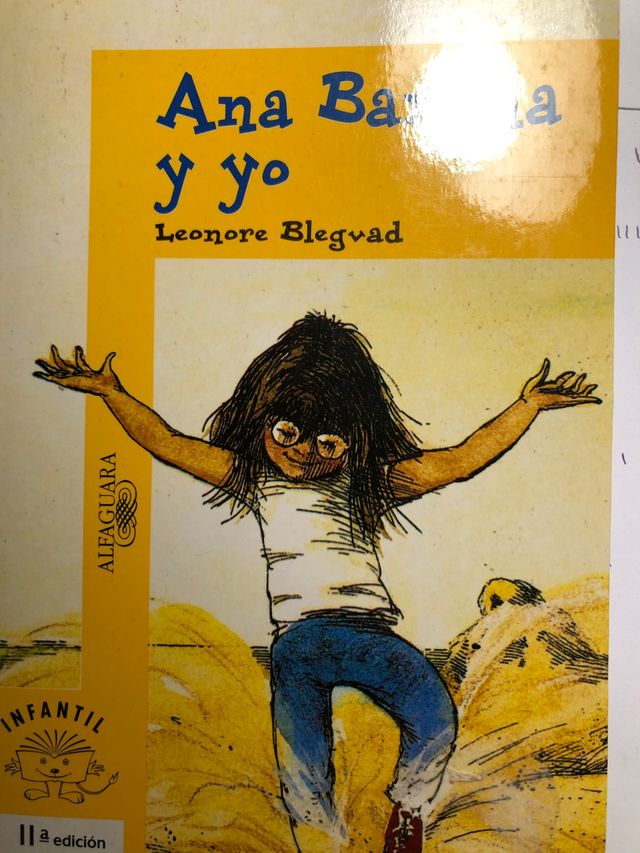 Ana
y yo
Leonore Blegvad
ALFAGUARA
INFANTIL
11ª edición